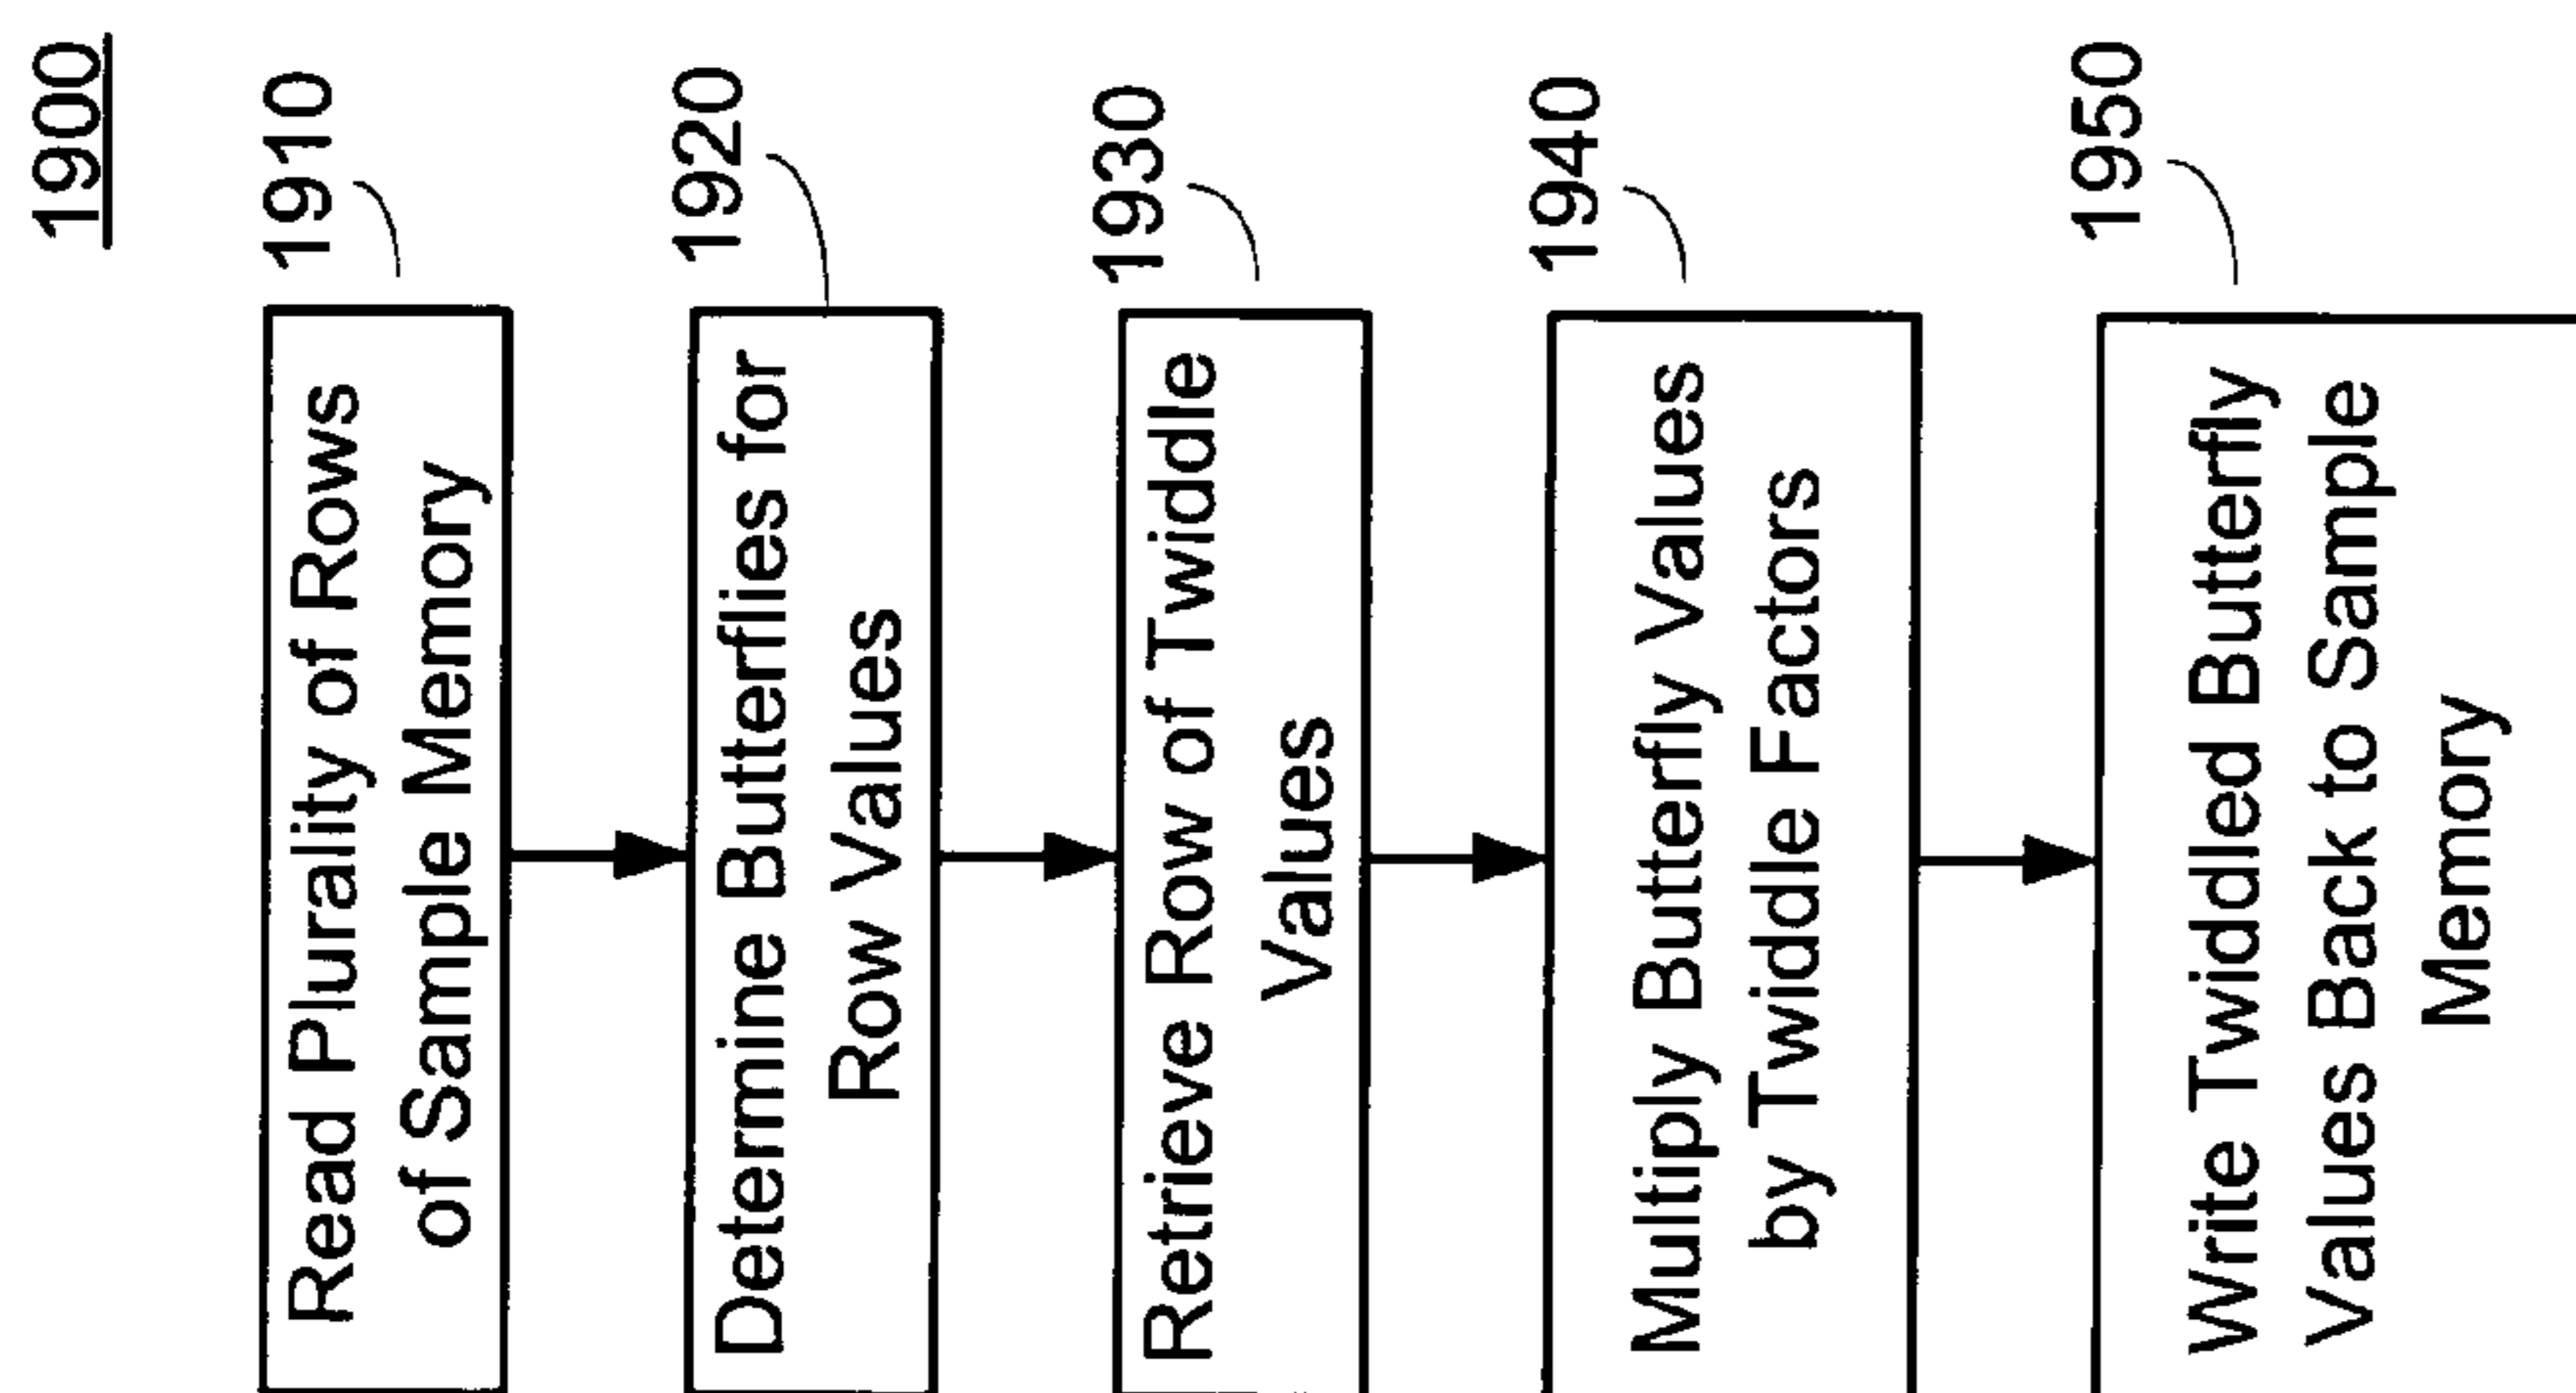 1900
1910
Read Plurality of Rows
of Sample Memory
1920
Determine Butterflies for
Row Values
1930
Retrieve Row of Twiddle
Values
1940
Multiply Butterfly Values
by Twiddle Factors
1950
Write Twiddled Butterfly
Values Back to Sample
Memory